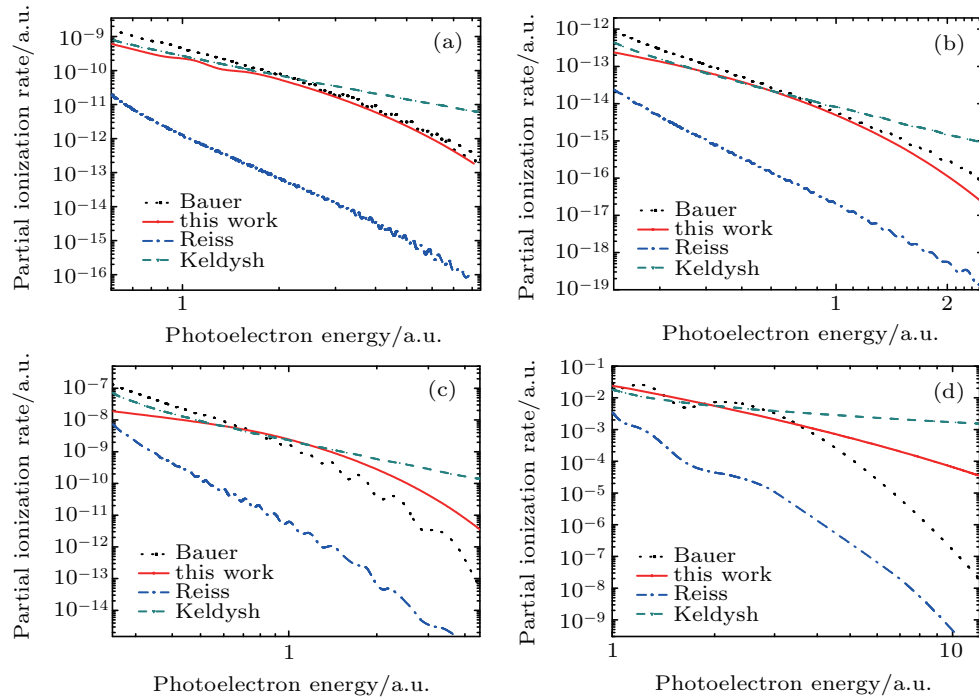 (a)
Partial ionization rate/a.u.
10⁻⁹
10⁻¹⁰
10⁻¹¹
10⁻¹²
10⁻¹³
10⁻¹⁴
10⁻¹⁵
10⁻¹⁶
Bauer
this work
Reiss
Keldysh
1
Photoelectron energy/a.u.
(b)
Partial ionization rate/a.u.
10⁻¹²
10⁻¹³
10⁻¹⁴
10⁻¹⁵
10⁻¹⁶
10⁻¹⁷
10⁻¹⁸
10⁻¹⁹
Bauer
this work
Reiss
Keldysh
1 2
Photoelectron energy/a.u.
(c)
Partial ionization rate/a.u.
10⁻⁷
10⁻⁸
10⁻⁹
10⁻¹⁰
10⁻¹¹
10⁻¹²
10⁻¹³
10⁻¹⁴
Bauer
this work
Reiss
Keldysh
1
Photoelectron energy/a.u.
(d)
Partial ionization rate/a.u.
10⁻¹
10⁻²
10⁻³
10⁻⁴
10⁻⁵
10⁻⁶
10⁻⁷
10⁻⁸
10⁻⁹
Bauer
this work
Reiss
Keldysh
1 10
Photoelectron energy/a.u.